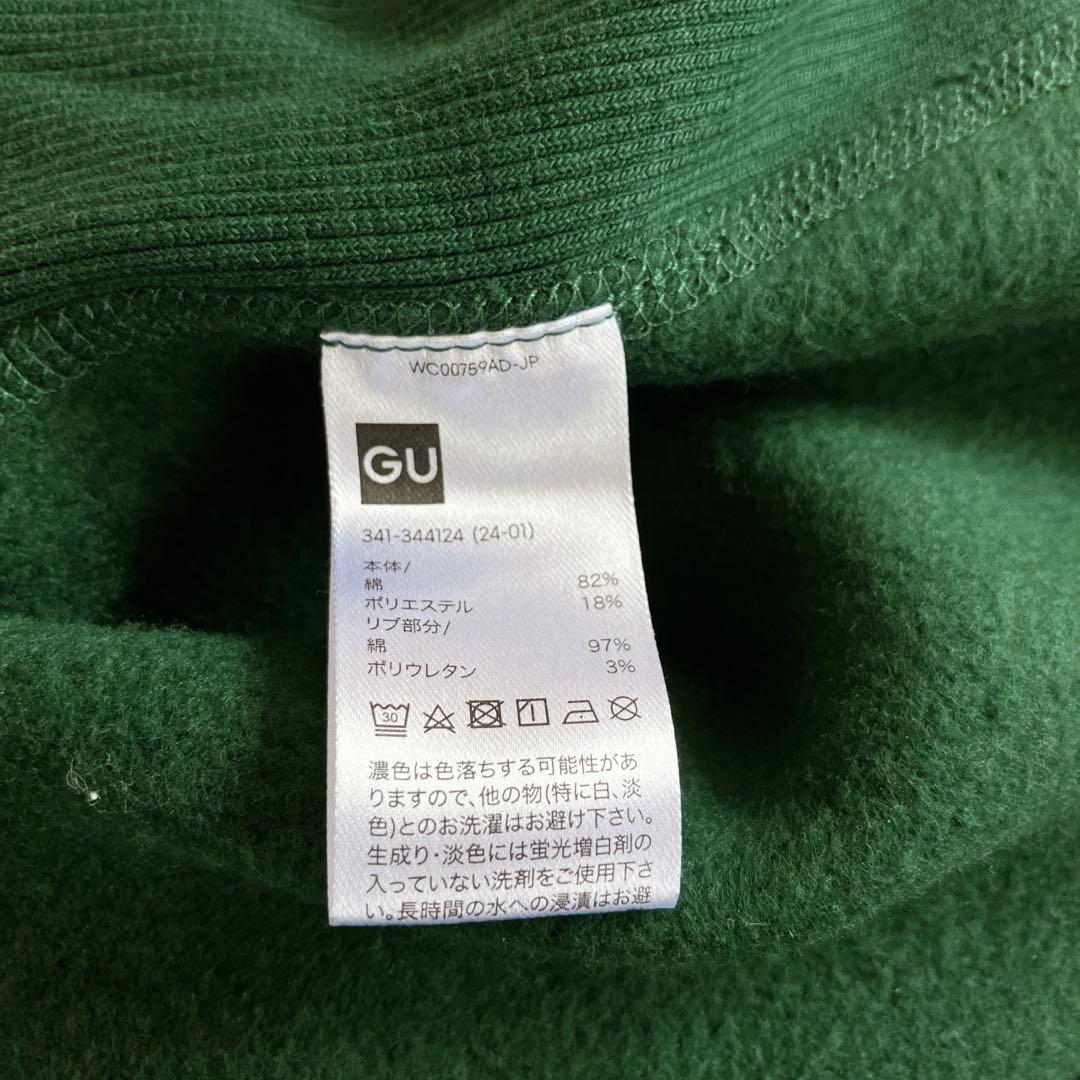 WC00759AD-JP
GU
341-344124 (24-01)
本体/
綿 82%
ポリエステル 18%
リブ部分/
綿 97%
ポリウレタン 3%
30
濃色は色落ちする可能性があ
りますので、他の物(特に白、淡
色)とのお洗濯はお避け下さい。
生成り・淡色には蛍光増白剤の
入っていない洗剤をご使用下さ
い。長時間の水への浸漬はお避